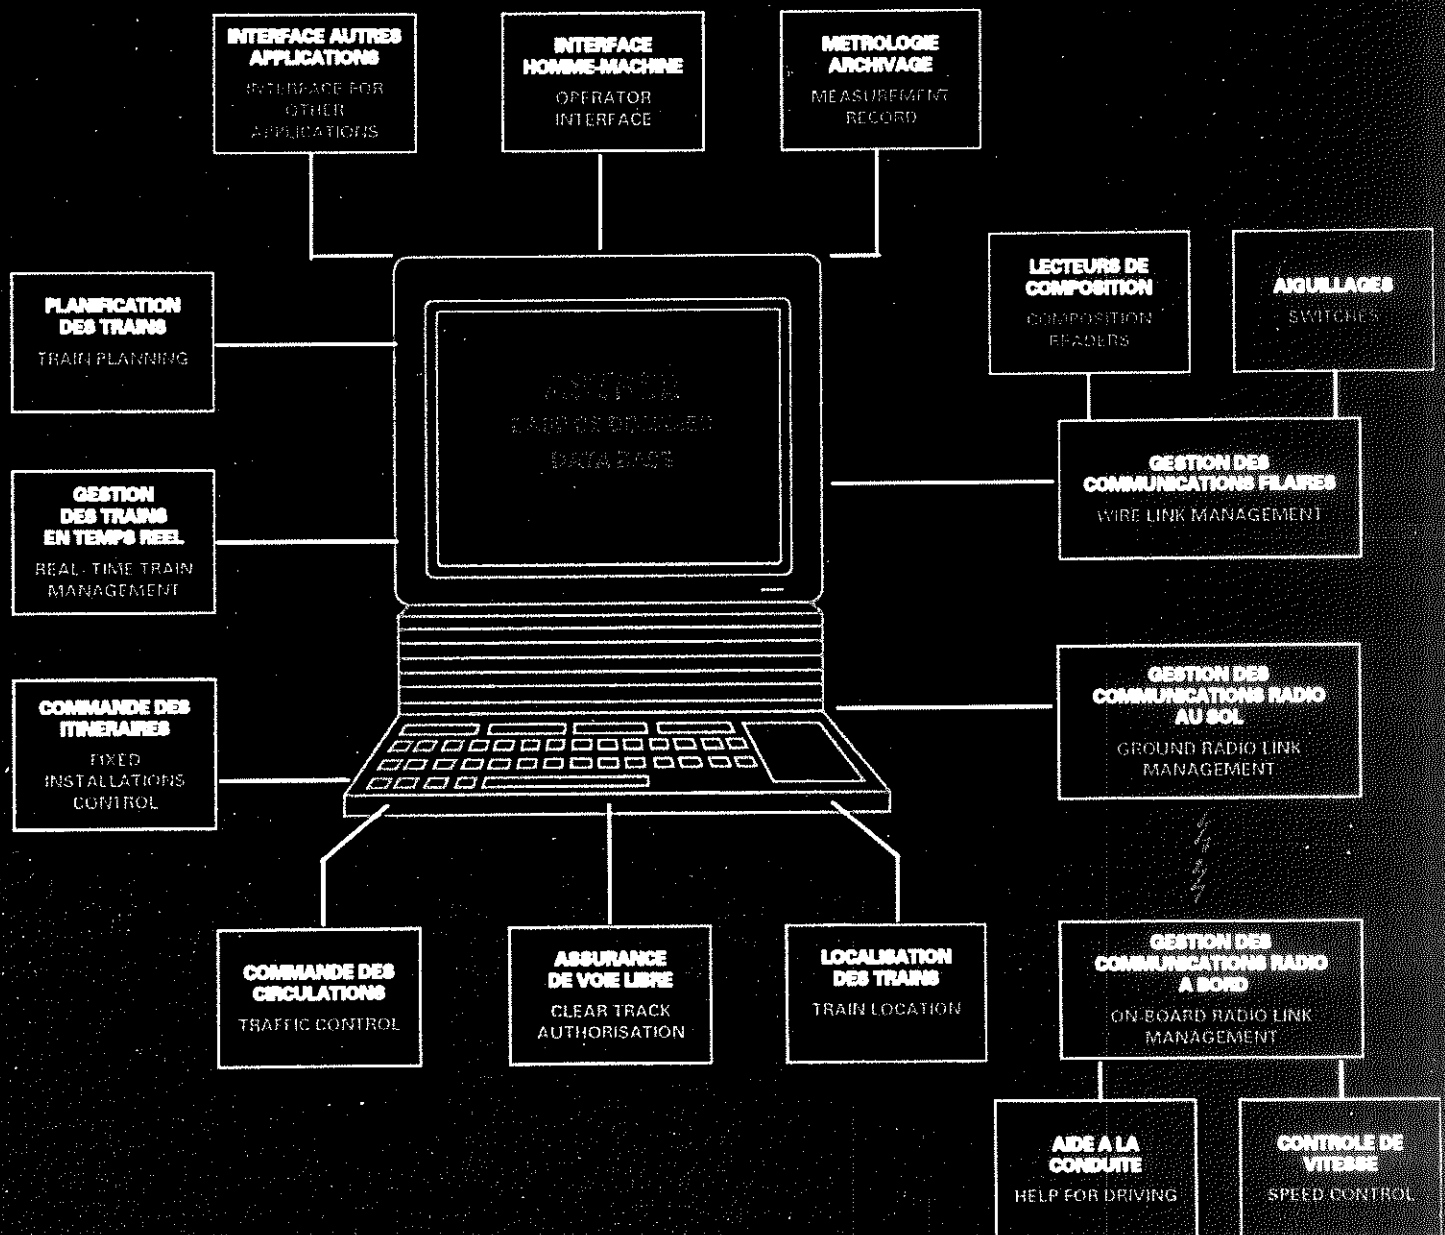 INTERFACE AUTRES
APPLICATIONS
INTERFACE FOR
OTHER
APPLICATIONS
INTERFACE
HOMME-MACHINE
OPERATOR
INTERFACE
METROLOGIE
ARCHIVAGE
MEASUREMENT
RECORD
PLANIFICATION
DES TRAINS
TRAIN PLANNING
LECTEURS DE
COMPOSITION
COMPOSITION
READERS
AIGUILLAGES
SWITCHES
ASTREE
BASE DE DONNEES
DATA BASE
GESTION
DES TRAINS
EN TEMPS REEL
REAL-TIME TRAIN
MANAGEMENT
GESTION DES
COMMUNICATIONS FILAIRES
WIRE LINK MANAGEMENT
COMMANDE DES
ITINERAIRES
FIXED
INSTALLATIONS
CONTROL
GESTION DES
COMMUNICATIONS RADIO
AU SOL
GROUND RADIO LINK
MANAGEMENT
COMMANDE DES
CIRCULATIONS
TRAFFIC CONTROL
ASSURANCE
DE VOIE LIBRE
CLEAR TRACK
AUTHORISATION
LOCALISATION
DES TRAINS
TRAIN LOCATION
GESTION DES
COMMUNICATIONS RADIO
A BORD
ON-BOARD RADIO LINK
MANAGEMENT
AIDE A LA
CONDUITE
HELP FOR DRIVING
CONTROLE DE
VITESSE
SPEED CONTROL